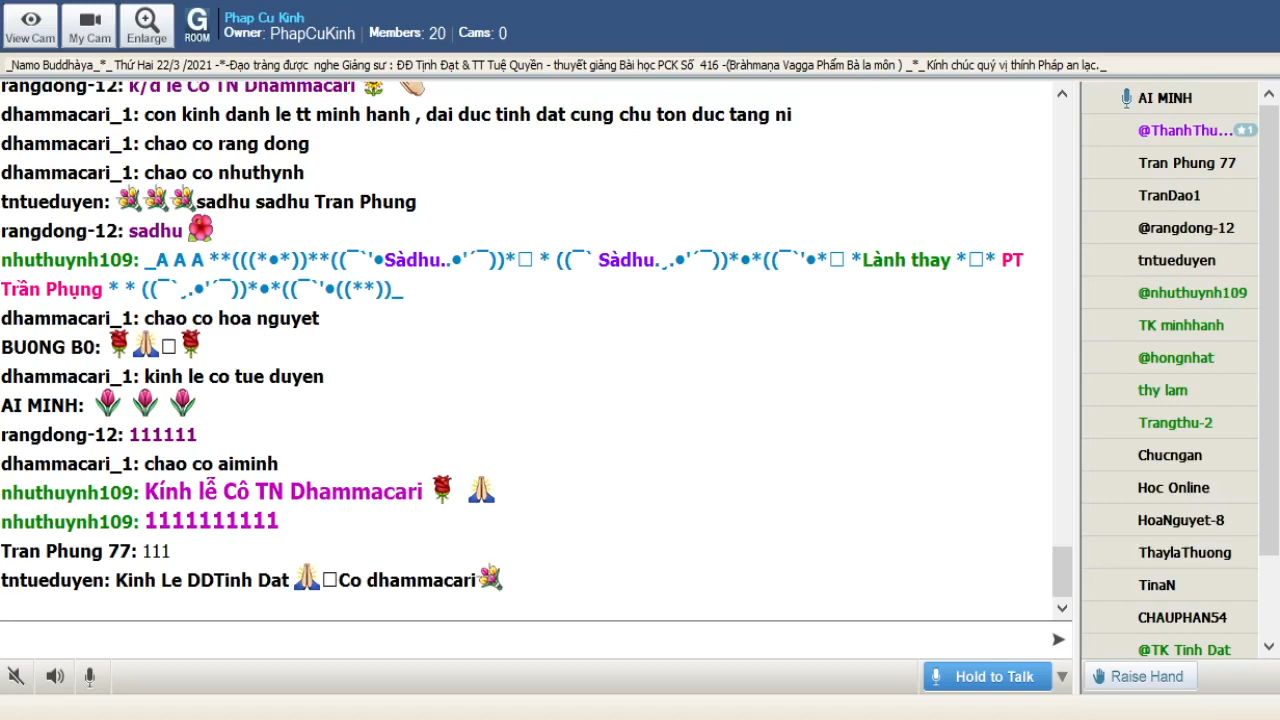 View Cam
My Cam
Enlarge
G
ROOM
Phap Cu Kinh
Owner: PhapCuKinh | Members: 20 | Cams: 0
_Namo Buddhàya_*_ Thứ Hai 22/3 /2021 -*-Đạo tràng được nghe Giảng sư : ĐĐ Tịnh Đạt & TT Tuệ Quyền - thuyết giảng Bài học PCK Số 416 -(Bràhmaṇa Vagga Phẩm Bà la môn ) _*_ Kính chúc quý vị thính Pháp an lạc._
rangdong-12: k/d le Co TN Dhammacari
dhammacari_1: con kinh danh le tt minh hanh , dai duc tinh dat cung chu ton duc tang ni
dhammacari_1: chao co rang dong
dhammacari_1: chao co nhuthynh
tntueduyen: sadhu sadhu Tran Phung
rangdong-12: sadhu
nhuthuynh109: _A A A **(((*•*))**((¯`'•Sàdhu..•'´¯))*□ * ((¯` Sàdhu.¸.•'´¯))*•*((¯`'•*□ *Lành thay *□* PT
Trần Phụng * * ((¯`¸.•'´¯))*•*((¯`'•((**))_
dhammacari_1: chao co hoa nguyet
BU0NG B0: □
dhammacari_1: kinh le co tue duyen
AI MINH:
rangdong-12: 111111
dhammacari_1: chao co aiminh
nhuthuynh109: Kính lễ Cô TN Dhammacari
nhuthuynh109: 1111111111
Tran Phung 77: 111
tntueduyen: Kinh Le DDTinh Dat □Co dhammacari
AI MINH
@ThanhThu... ★1
Tran Phung 77
TranDao1
@rangdong-12
tntueduyen
@nhuthuynh109
TK minhhanh
@hongnhat
thy lam
Trangthu-2
Chucngan
Hoc Online
HoaNguyet-8
ThaylaThuong
TinaN
CHAUPHAN54
@TK Tinh Dat
Hold to Talk
Raise Hand